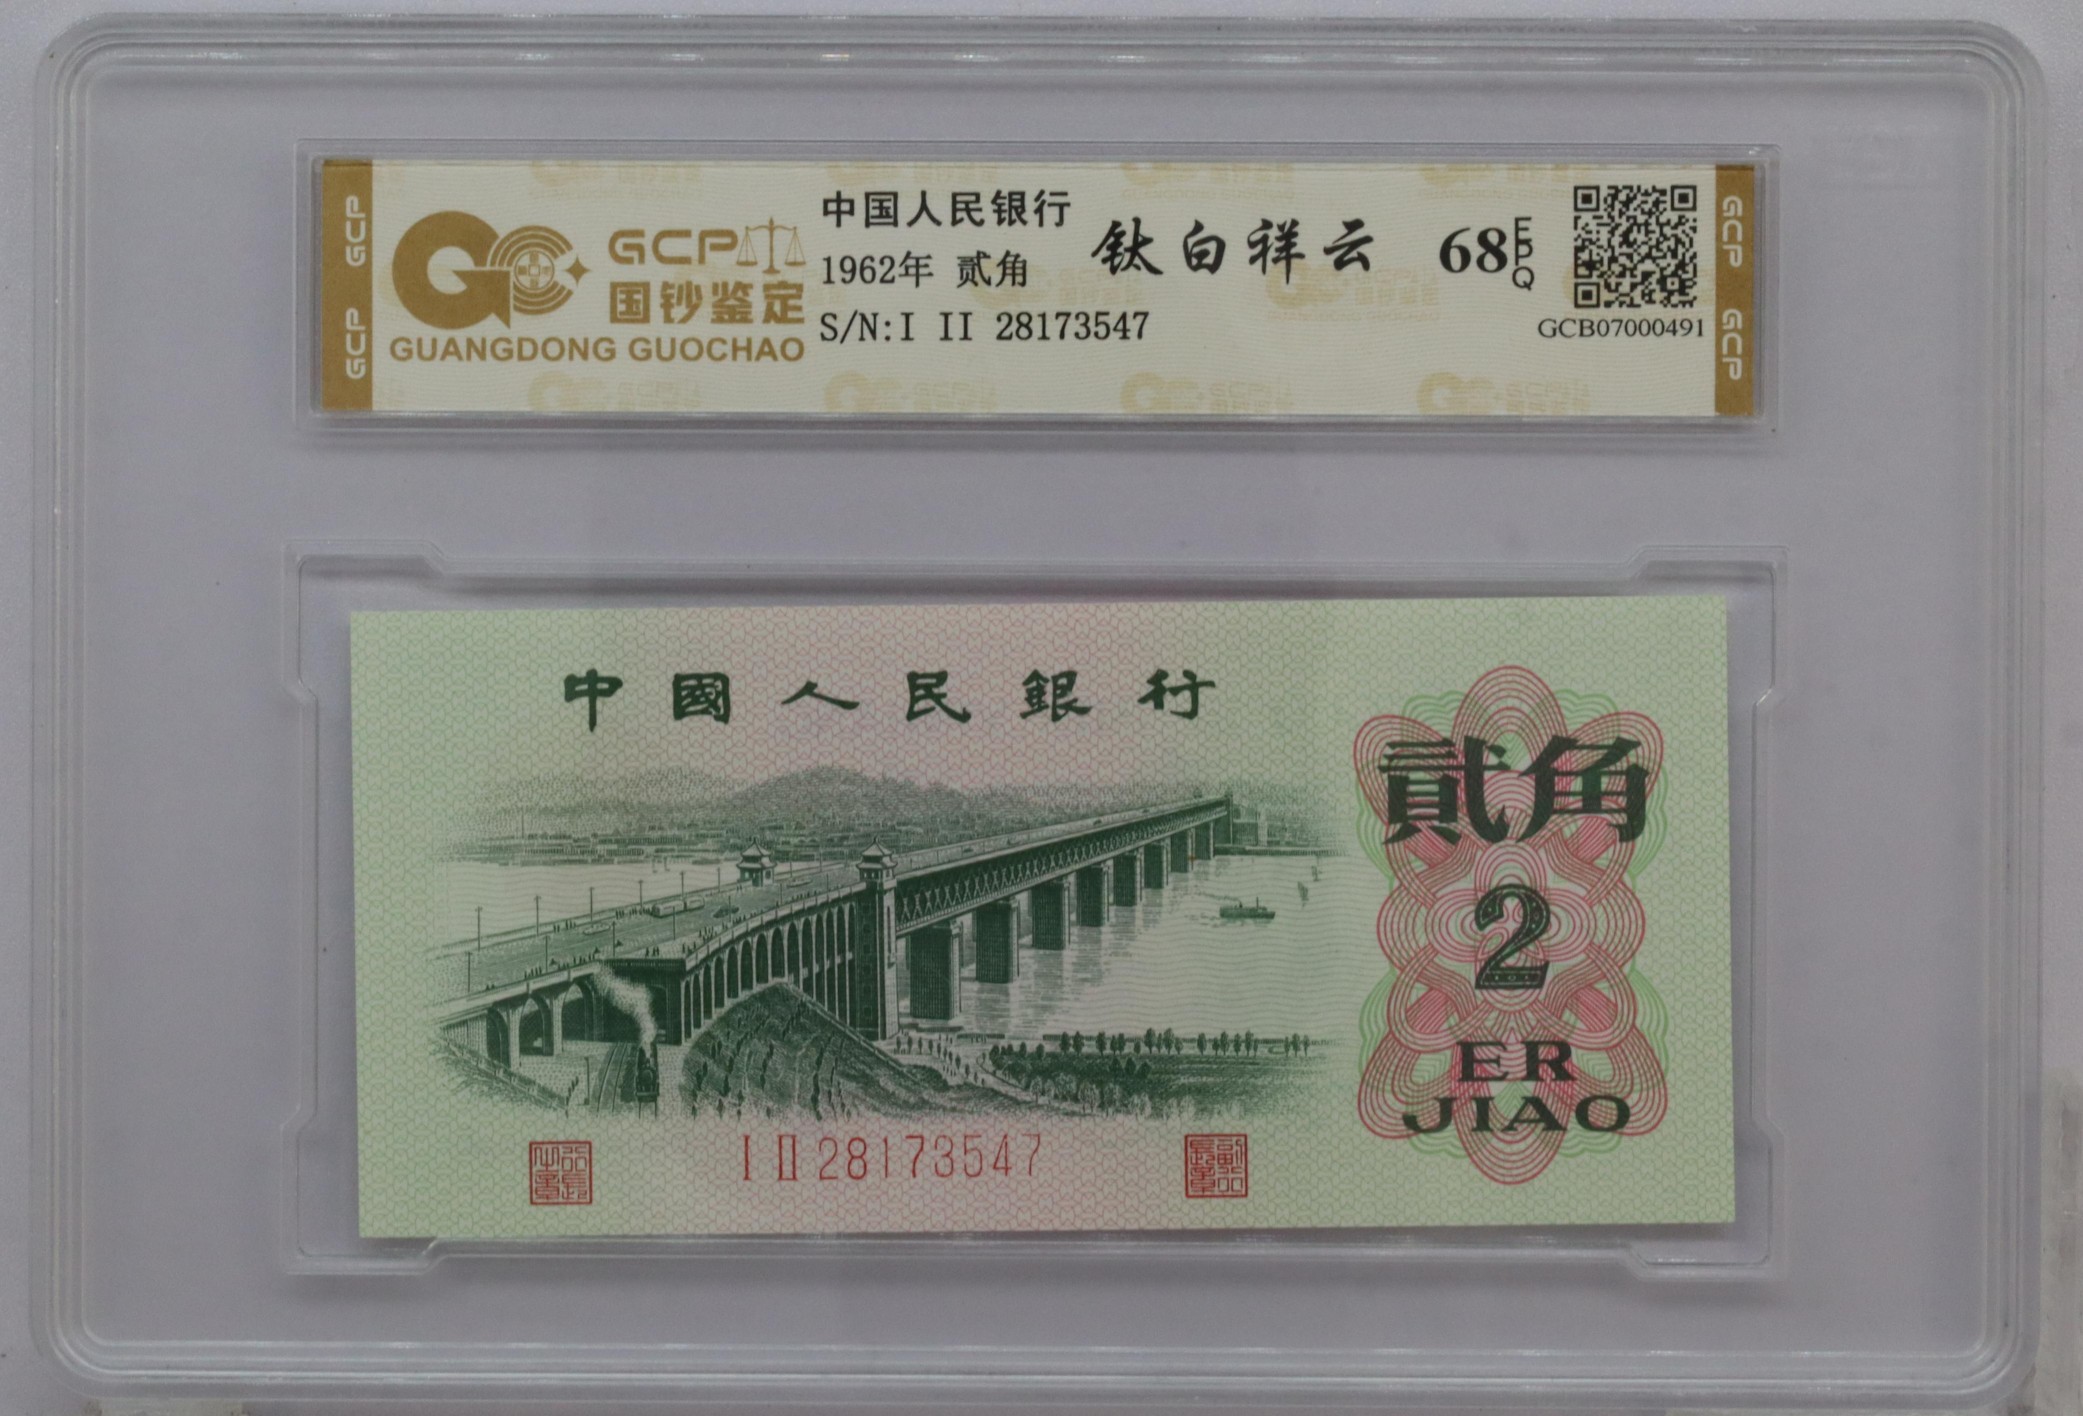 GCP
GCP
GCP
国钞鉴定
GUANGDONG GUOCHAO
中国人民银行
1962年 贰角
S/N:I II 28173547
钛白祥云
68 EPQ
GCB07000491
GCP
GCP
中國人民銀行
貳角
2
ER
JIAO
I II 28173547